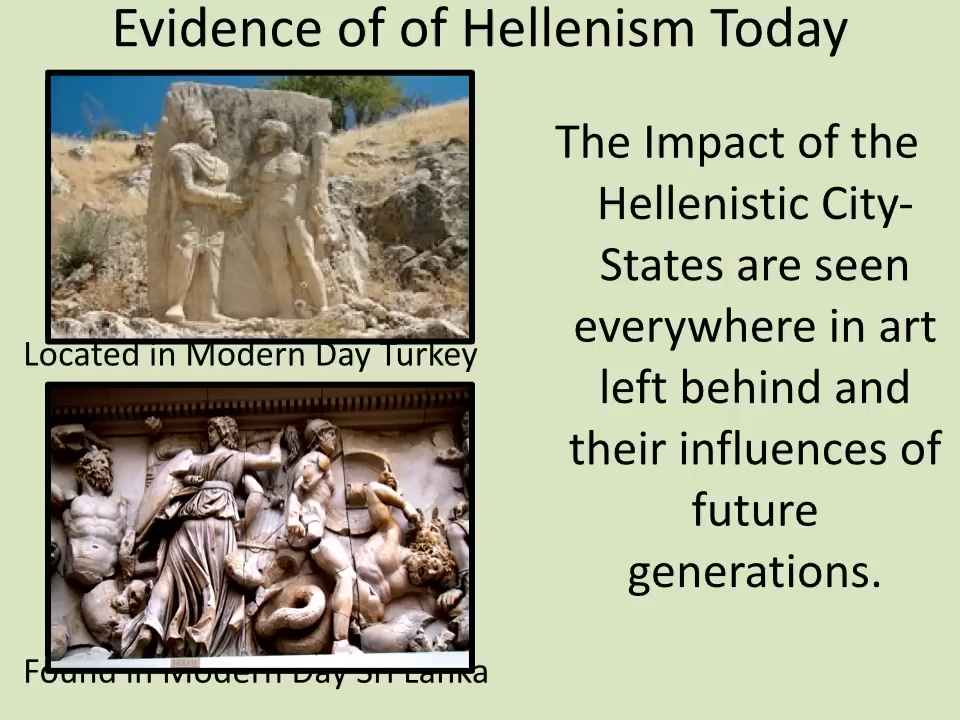 Evidence of of Hellenism Today
Located in Modern Day Turkey
Found in Modern Day Sri Lanka
The Impact of the
Hellenistic City-
States are seen
everywhere in art
left behind and
their influences of
future
generations.